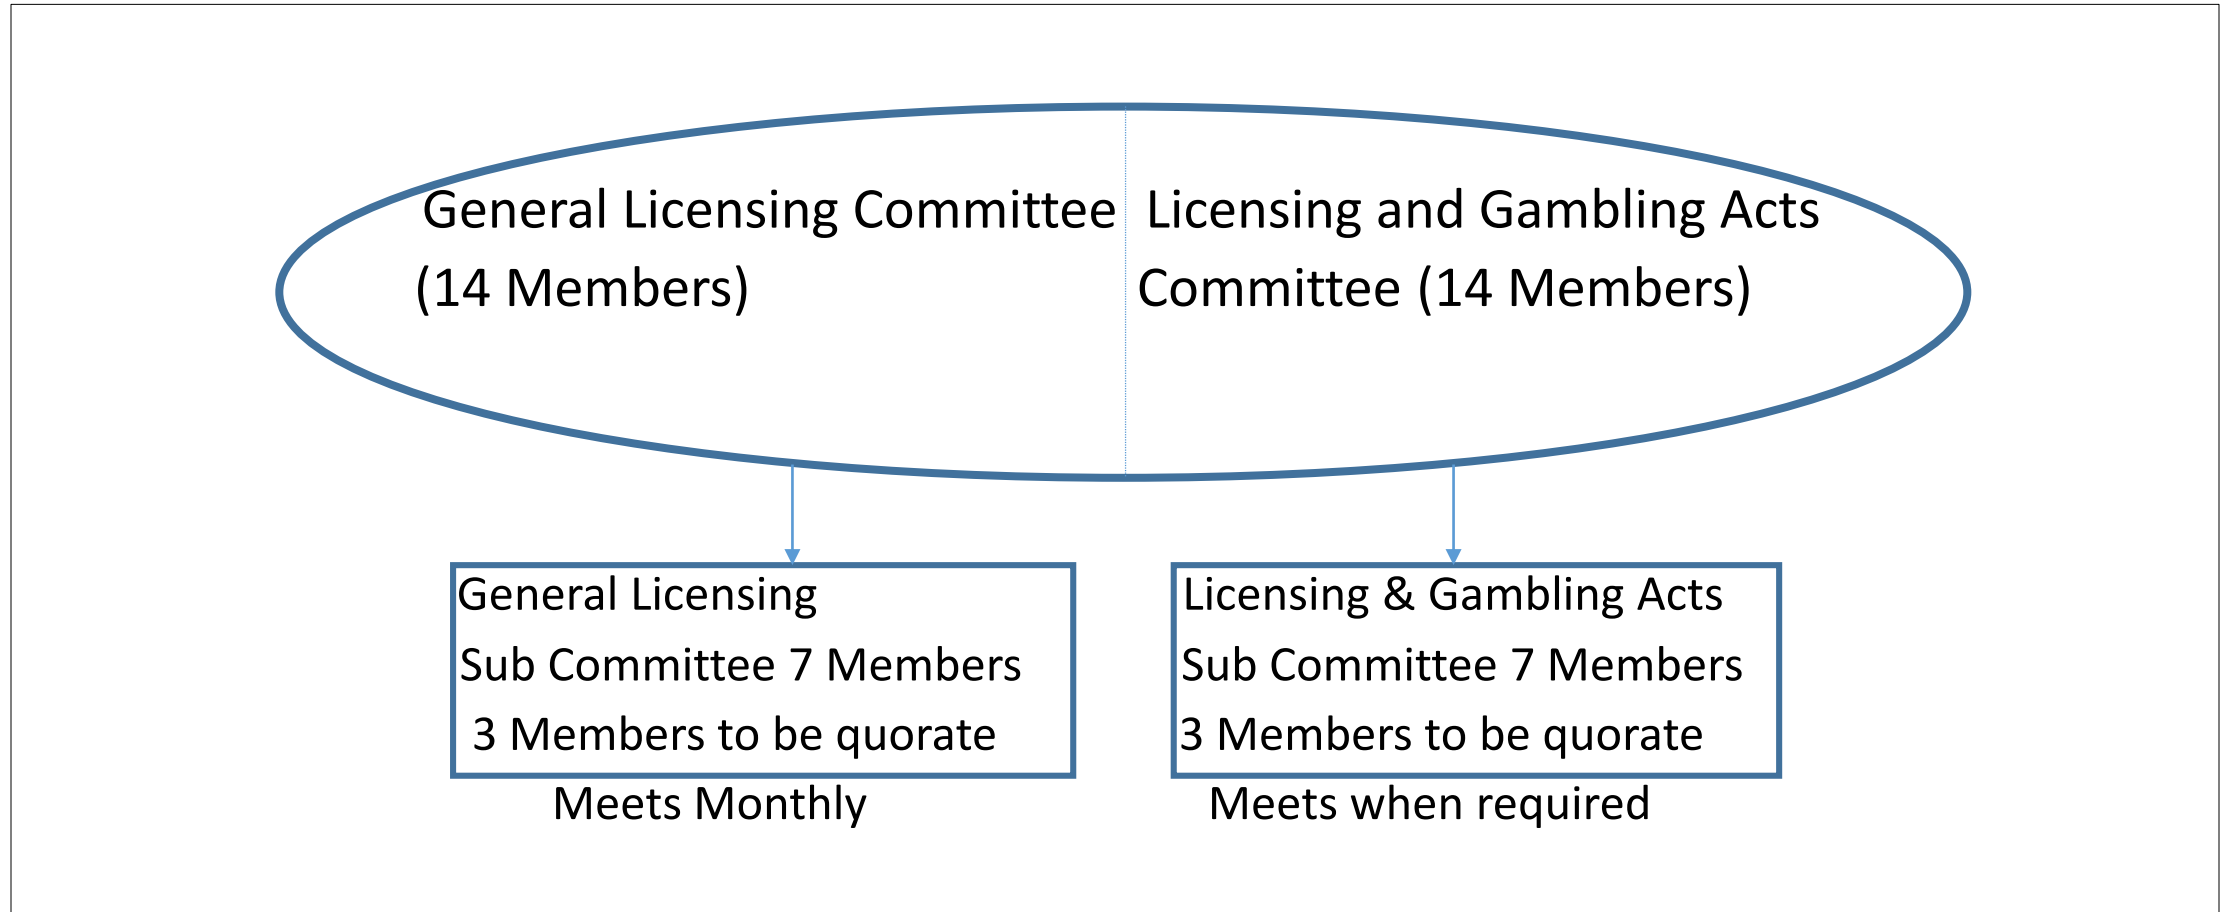 General Licensing Committee
(14 Members)
Licensing and Gambling Acts
Committee (14 Members)
General Licensing
Sub Committee 7 Members
3 Members to be quorate
Meets Monthly
Licensing & Gambling Acts
Sub Committee 7 Members
3 Members to be quorate
Meets when required